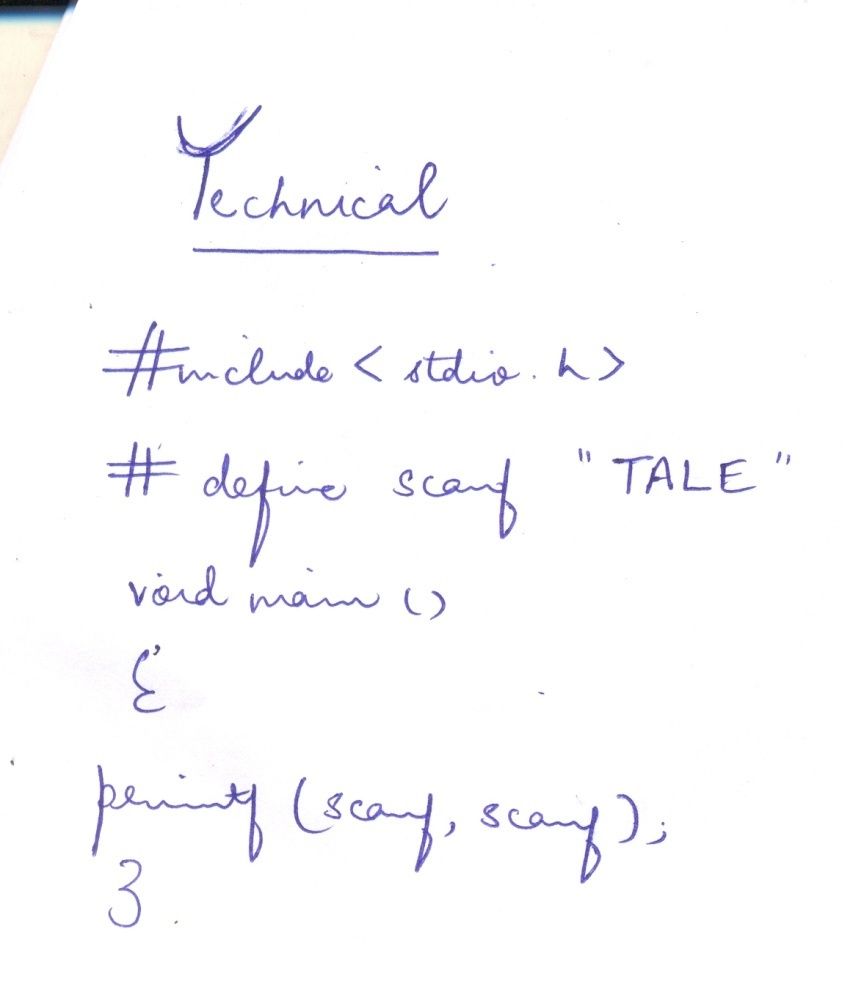 Technical
#include < stdio.h>
# define scanf "TALE"
void main ()
{
printf (scanf, scanf);
}